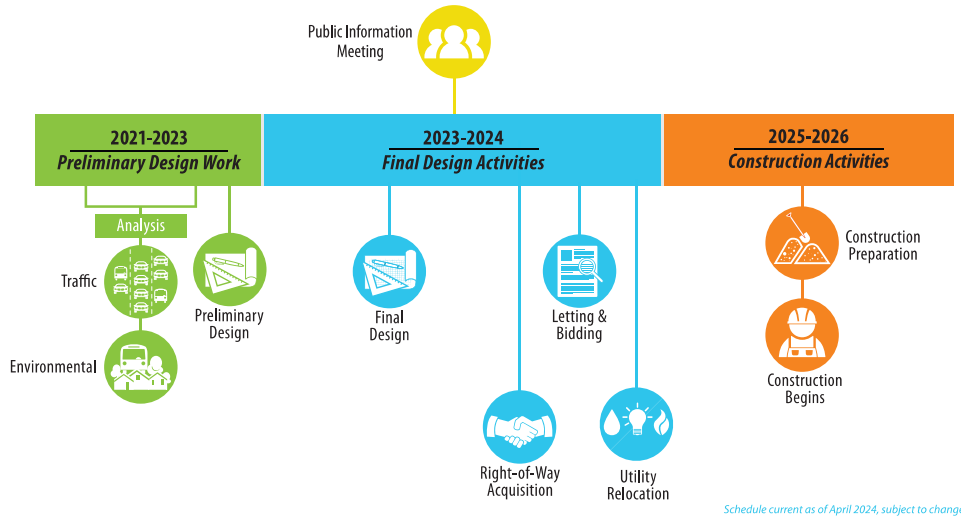 Public Information
Meeting
2021-2023
Preliminary Design Work
2023-2024
Final Design Activities
2025-2026
Construction Activities
Analysis
Traffic
Environmental
Preliminary
Design
Final
Design
Letting &
Bidding
Right-of-Way
Acquisition
Utility
Relocation
Construction
Preparation
Construction
Begins
Schedule current as of April 2024, subject to change